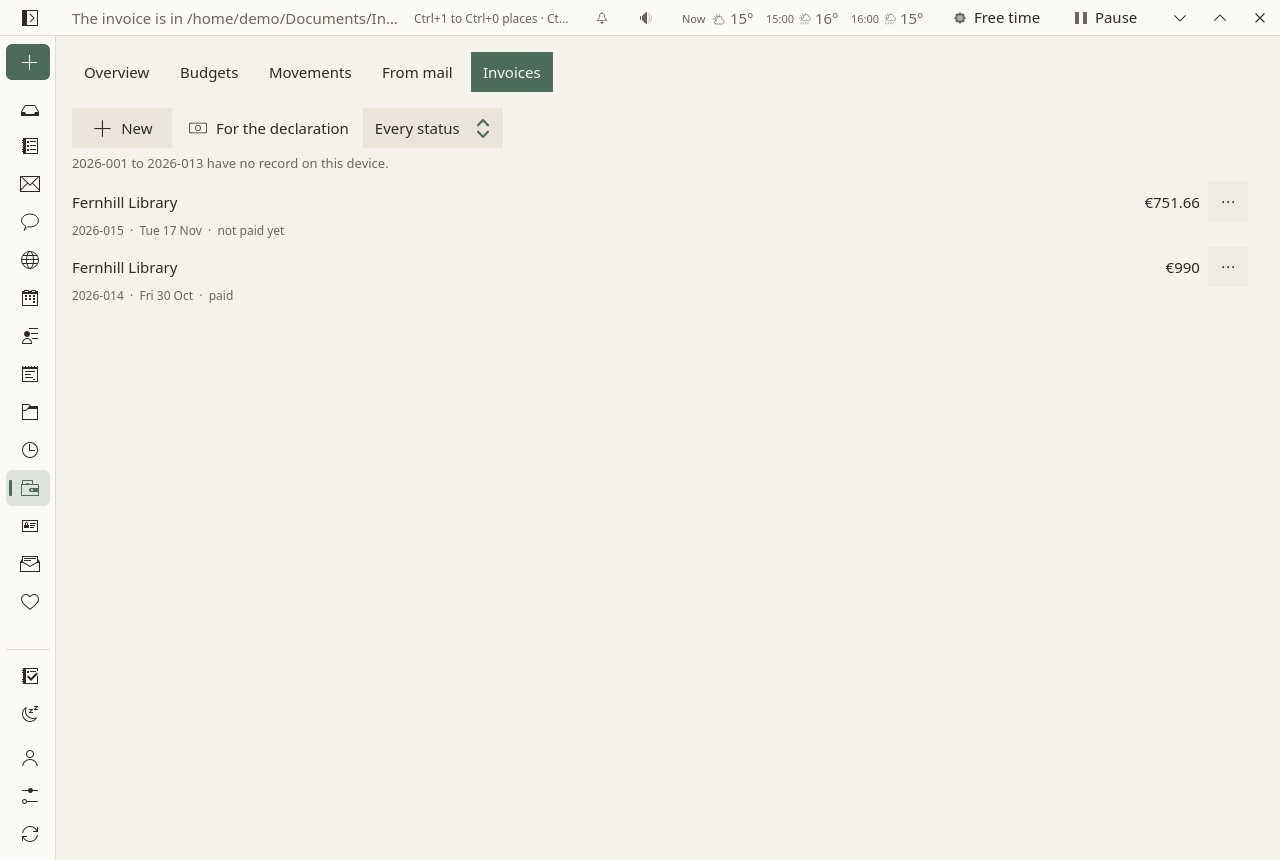 The invoice is in /home/demo/Documents/In...
Ctrl+1 to Ctrl+0 places · Ct...
Now 15° 15:00 16° 16:00 15°
Free time
Pause
Overview
Budgets
Movements
From mail
Invoices
New
For the declaration
Every status
2026-001 to 2026-013 have no record on this device.
Fernhill Library
€751.66
...
2026-015 · Tue 17 Nov · not paid yet
Fernhill Library
€990
...
2026-014 · Fri 30 Oct · paid